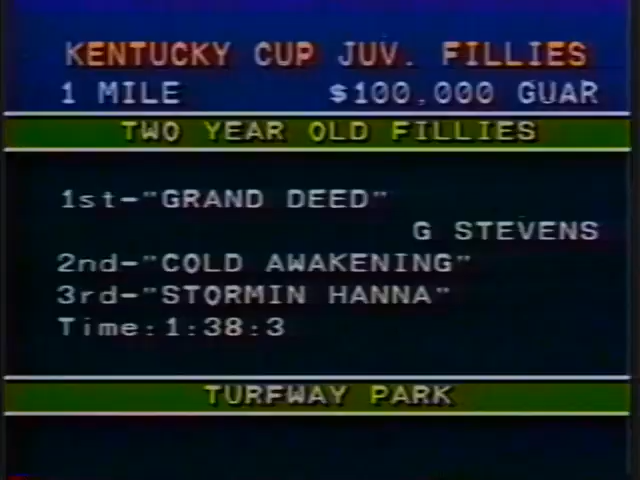 KENTUCKY CUP JUV. FILLIES
1 MILE $100,000 GUAR
TWO YEAR OLD FILLIES
1st-"GRAND DEED"
G STEVENS
2nd-"COLD AWAKENING"
3rd-"STORMIN HANNA"
Time:1:38:3
TURFWAY PARK